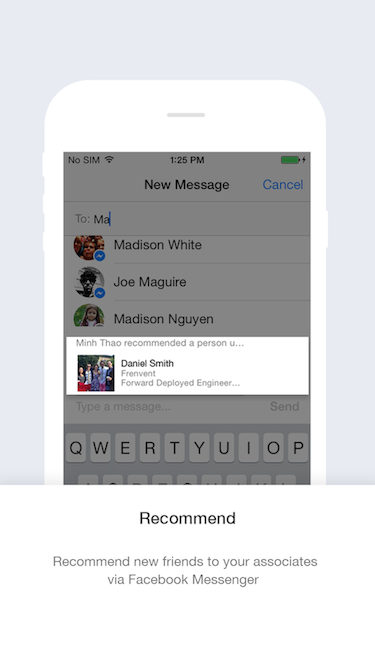 No SIM 1:25 PM
New Message Cancel
To: Ma
Madison White
Joe Maguire
Madison Nguyen
Minh Thao recommended a person u...
Daniel Smith
Frenvent
Forward Deployed Engineer...
Type a message... Send
Q W E R T Y U I O P
Recommend
Recommend new friends to your associates
via Facebook Messenger